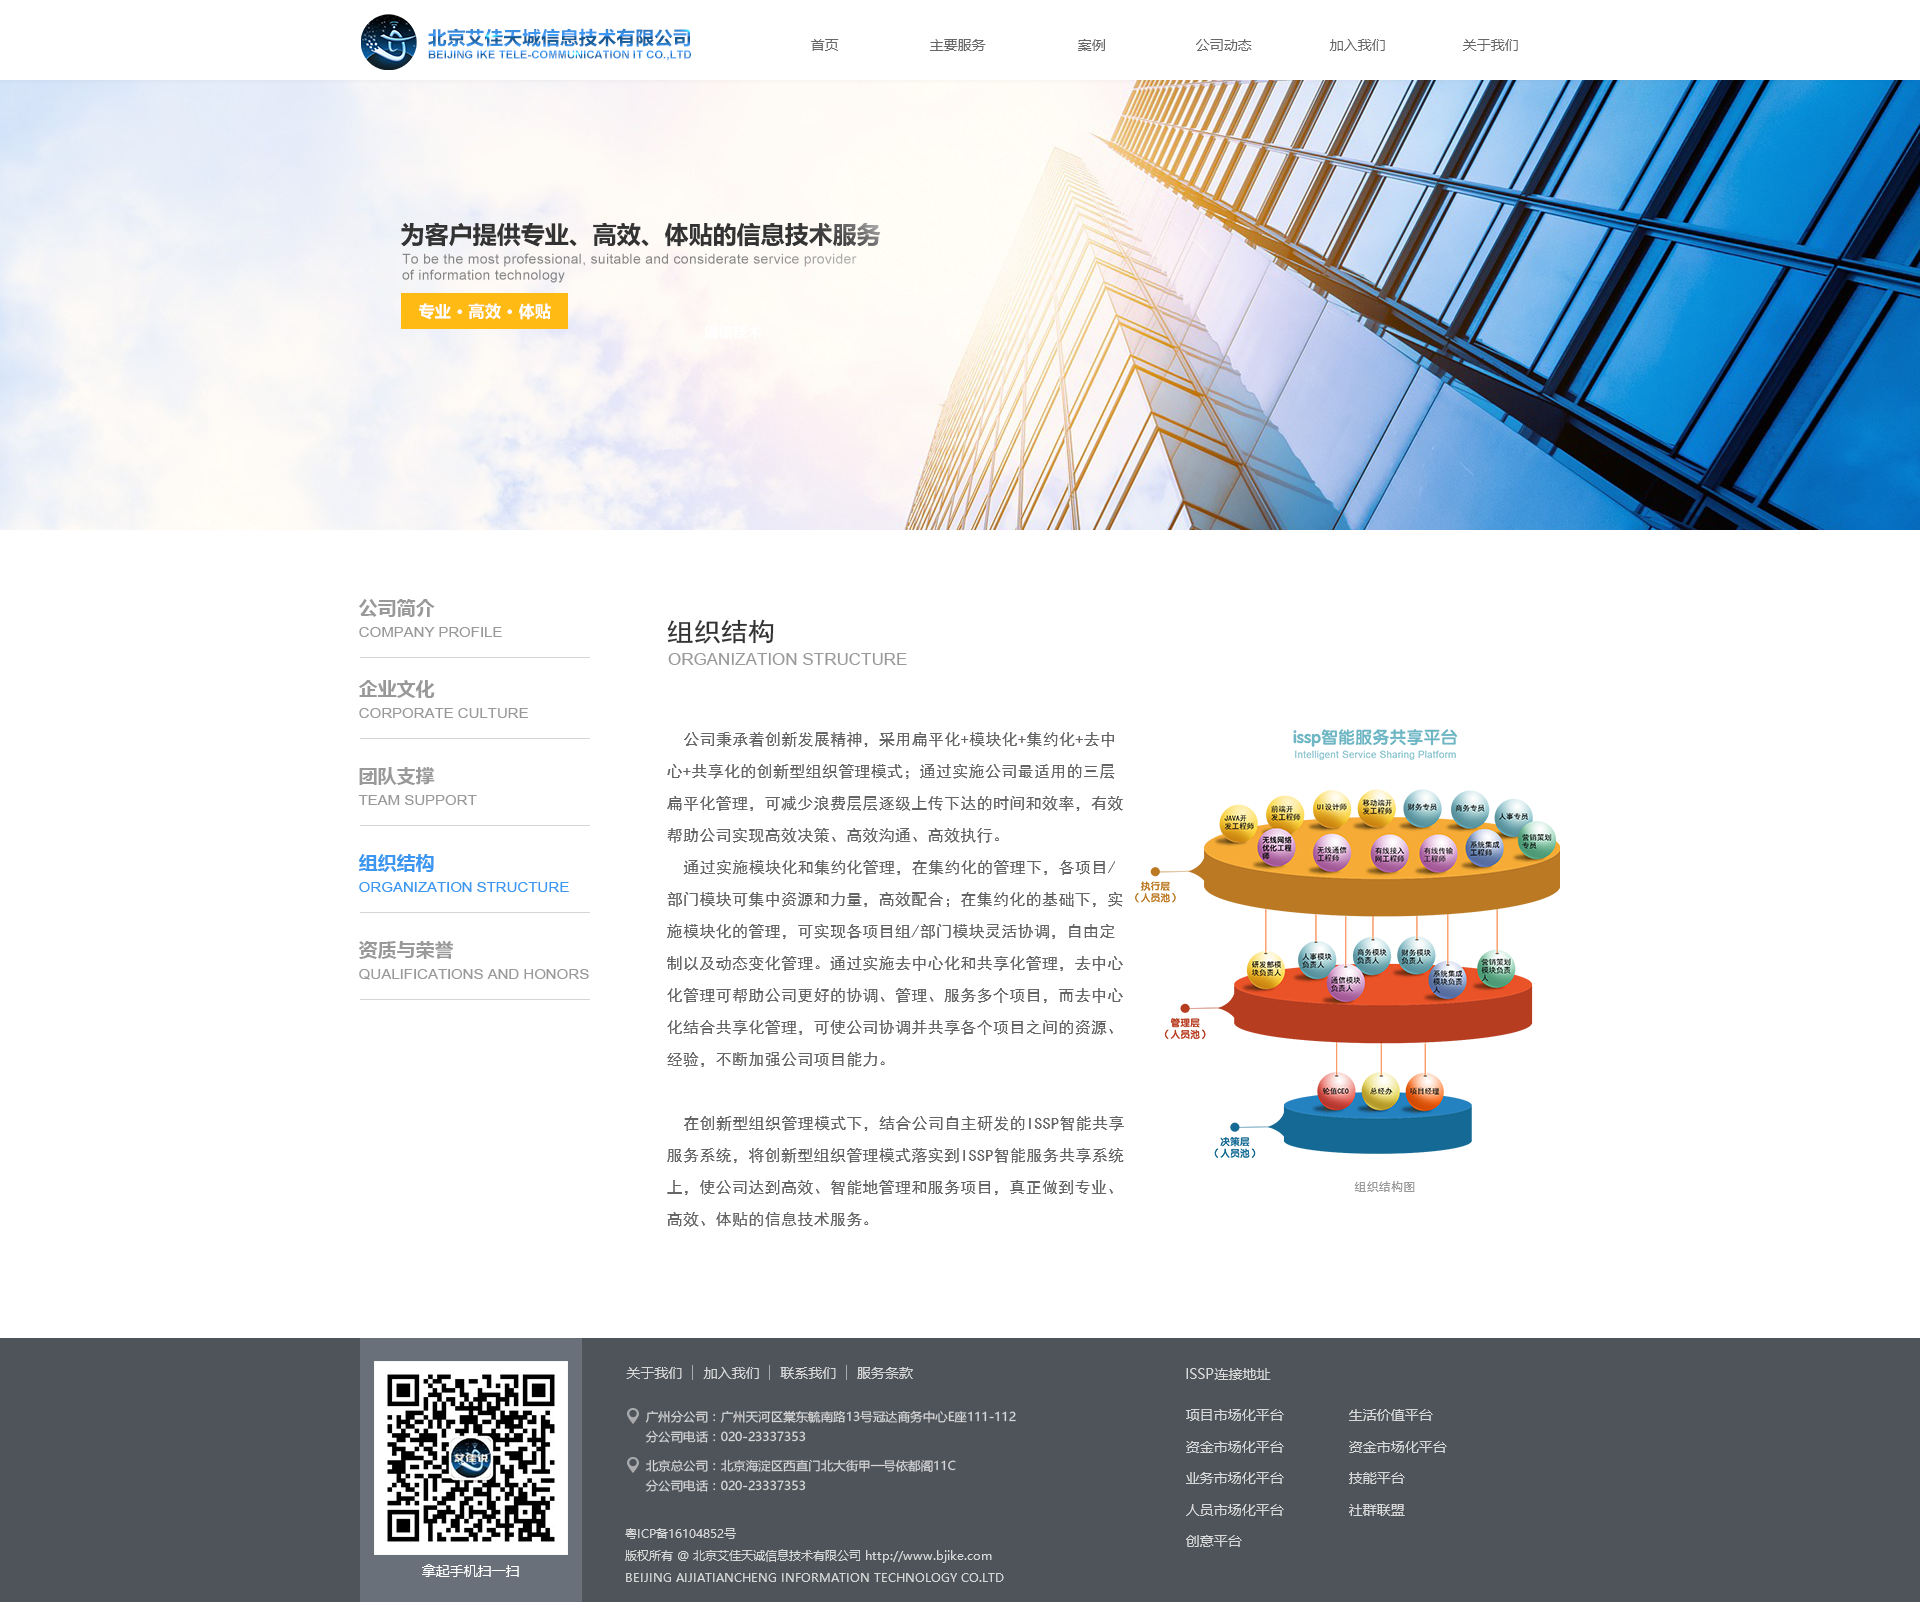 北京艾佳天诚信息技术有限公司
BEIJING IKE TELE-COMMUNICATION IT CO.,LTD
首页
主要服务
案例
公司动态
加入我们
关于我们
为客户提供专业、高效、体贴的信息技术服务
To be the most professional, suitable and considerate service provider
of information technology
专业·高效·体贴
公司简介
COMPANY PROFILE
企业文化
CORPORATE CULTURE
团队支撑
TEAM SUPPORT
组织结构
ORGANIZATION STRUCTURE
资质与荣誉
QUALIFICATIONS AND HONORS
组织结构
ORGANIZATION STRUCTURE
公司秉承着创新发展精神，采用扁平化+模块化+集约化+去中
心+共享化的创新型组织管理模式；通过实施公司最适用的三层
扁平化管理，可减少浪费层层逐级上传下达的时间和效率，有效
帮助公司实现高效决策、高效沟通、高效执行。
通过实施模块化和集约化管理，在集约化的管理下，各项目/
部门模块可集中资源和力量，高效配合；在集约化的基础下，实
施模块化的管理，可实现各项目组/部门模块灵活协调，自由定
制以及动态变化管理。通过实施去中心化和共享化管理，去中心
化管理可帮助公司更好的协调、管理、服务多个项目，而去中心
化结合共享化管理，可使公司协调并共享各个项目之间的资源、
经验，不断加强公司项目能力。
在创新型组织管理模式下，结合公司自主研发的ISSP智能共享
服务系统，将创新型组织管理模式落实到ISSP智能服务共享系统
上，使公司达到高效、智能地管理和服务项目，真正做到专业、
高效、体贴的信息技术服务。
issp智能服务共享平台
Intelligent Service Sharing Platform
JAVA开
发工程师
前端开
发工程师
UI设计师
移动端开
发工程师
财务专员
商务专员
人事专员
营销策划
专员
无线网络
优化工程
师
无线通信
工程师
有线接入
网工程师
有线传输
工程师
系统集成
工程师
执行层
（人员池）
研发部模
块负责人
人事模块
负责人
通信模块
负责人
商务模块
负责人
财务模块
负责人
系统集成
模块负责
人
营销策划
模块负责
人
管理层
（人员池）
轮值CEO
总经办
项目经理
决策层
（人员池）
组织结构图
艾佳识
拿起手机扫一扫
关于我们
加入我们
联系我们
服务条款
广州分公司：广州天河区棠东毓南路13号冠达商务中心E座111-112
分公司电话：020-23337353
北京总公司：北京海淀区西直门北大街甲一号依都阁11C
分公司电话：020-23337353
粤ICP备16104852号
版权所有 @ 北京艾佳天诚信息技术有限公司 http://www.bjike.com
BEIJING AIJIATIANCHENG INFORMATION TECHNOLOGY CO.LTD
ISSP连接地址
项目市场化平台
生活价值平台
资金市场化平台
资金市场化平台
业务市场化平台
技能平台
人员市场化平台
社群联盟
创意平台